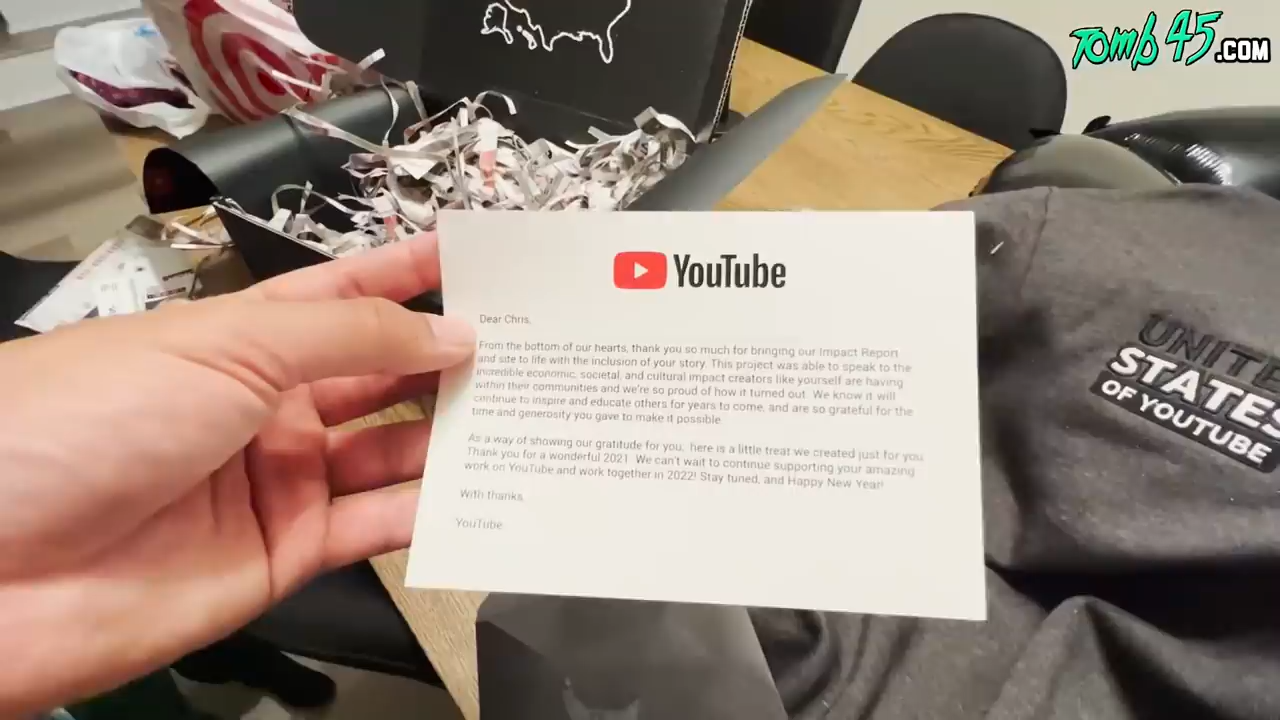 TOMB 45.COM
YouTube
Dear Chris,
From the bottom of our hearts, thank you so much for bringing our Impact Report
and site to life with the inclusion of your story. This project was able to speak to the
incredible economic, societal, and cultural impact creators like yourself are having
within their communities and we're so proud of how it turned out. We know it will
continue to inspire and educate others for years to come, and are so grateful for the
time and generosity you gave to make it possible.
As a way of showing our gratitude for you, here is a little treat we created just for you.
Thank you for a wonderful 2021. We can't wait to continue supporting your amazing
work on YouTube and work together in 2022! Stay tuned, and Happy New Year!
With thanks,
YouTube
UNITE
STATES
OF YOUTUBE